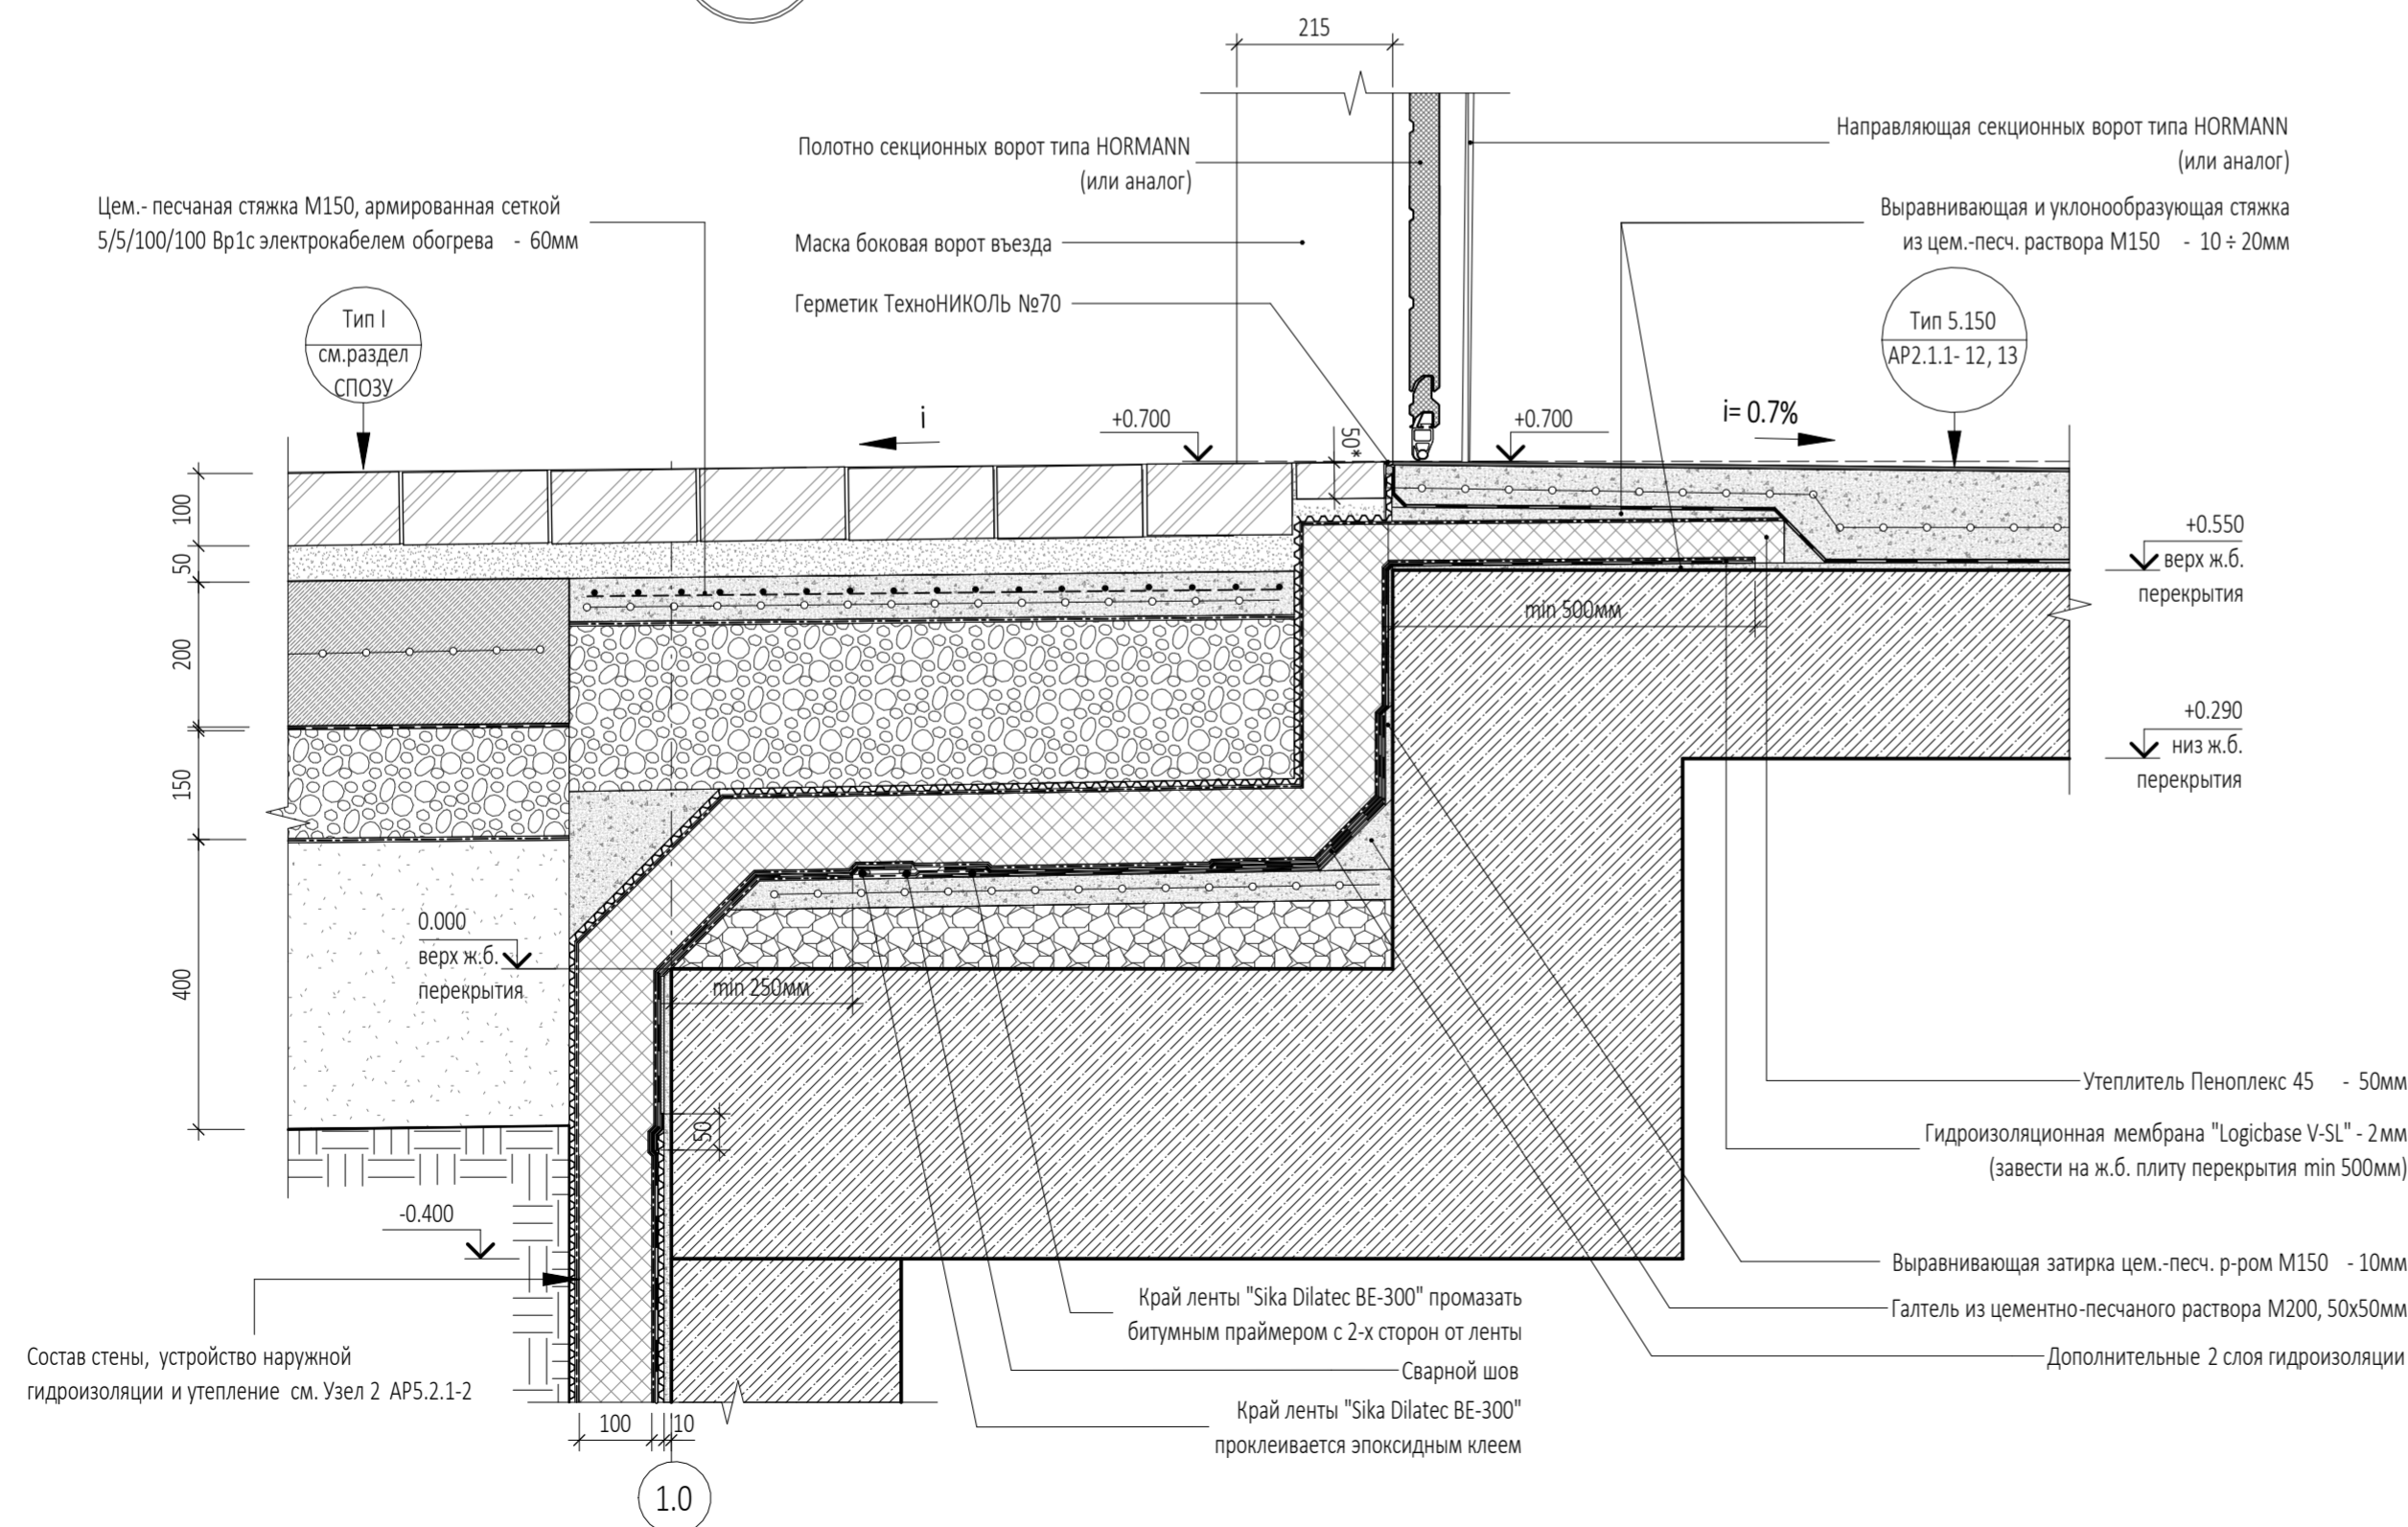 215
Полотно секционных ворот типа HORMANN
(или аналог)
Направляющая секционных ворот типа HORMANN
(или аналог)
Цем.- песчаная стяжка М150, армированная сеткой
5/5/100/100 Вр1с электрокабелем обогрева - 60мм
Маска боковая ворот въезда
Выравнивающая и уклонообразующая стяжка
из цем.-песч. раствора М150 - 10 ÷ 20мм
Герметик ТехноНИКОЛЬ №70
Тип I
см.раздел
СПОЗУ
Тип 5.150
АР2.1.1- 12, 13
i
+0.700
50*
+0.700
i= 0.7%
100
50
200
150
400
+0.550
верх ж.б.
перекрытия
min 500мм
+0.290
низ ж.б.
перекрытия
0.000
верх ж.б.
перекрытия
min 250мм
50
-0.400
Утеплитель Пеноплекс 45 - 50мм
Гидроизоляционная мембрана "Logicbase V-SL" - 2мм
(завести на ж.б. плиту перекрытия min 500мм)
Выравнивающая затирка цем.-песч. р-ром М150 - 10мм
Галтель из цементно-песчаного раствора М200, 50х50мм
Дополнительные 2 слоя гидроизоляции
Край ленты "Sika Dilatec BE-300" промазать
битумным праймером с 2-х сторон от ленты
Сварной шов
Край ленты "Sika Dilatec BE-300"
проклеивается эпоксидным клеем
Состав стены, устройство наружной
гидроизоляции и утепление см. Узел 2 АР5.2.1-2
100
10
1.0